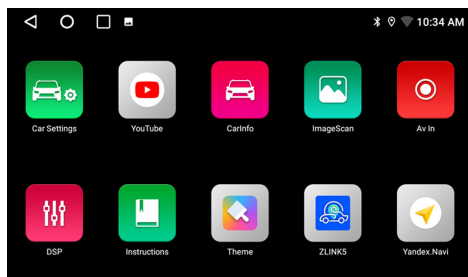 10:34 AM
Car Settings
YouTube
CarInfo
ImageScan
Av In
DSP
Instructions
Theme
ZLINK5
Yandex.Navi